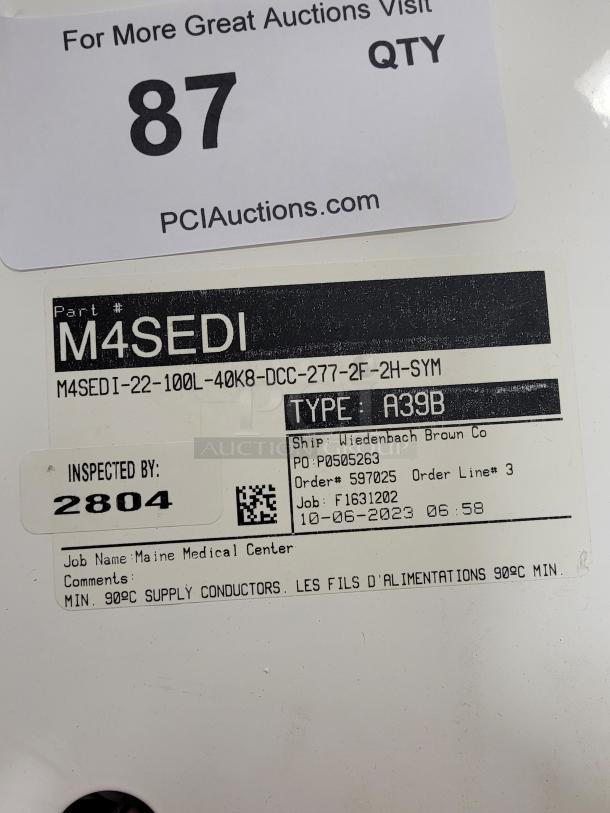 For More Great Auctions Visit
87
QTY
PCIAuctions.com
Part #
M4SEDI
M4SEDI-22-100L-40K8-DCC-277-2F-2H-SYM
TYPE: A39B
AUCTION GROUP
Ship: Wiedenbach Brown Co
PO:P0505263
Order# 597025 Order Line# 3
Job: F1631202
10-06-2023 06:58
INSPECTED BY:
2804
Job Name:Maine Medical Center
Comments:
MIN. 90ºC SUPPLY CONDUCTORS. LES FILS D'ALIMENTATIONS 90ºC MIN.